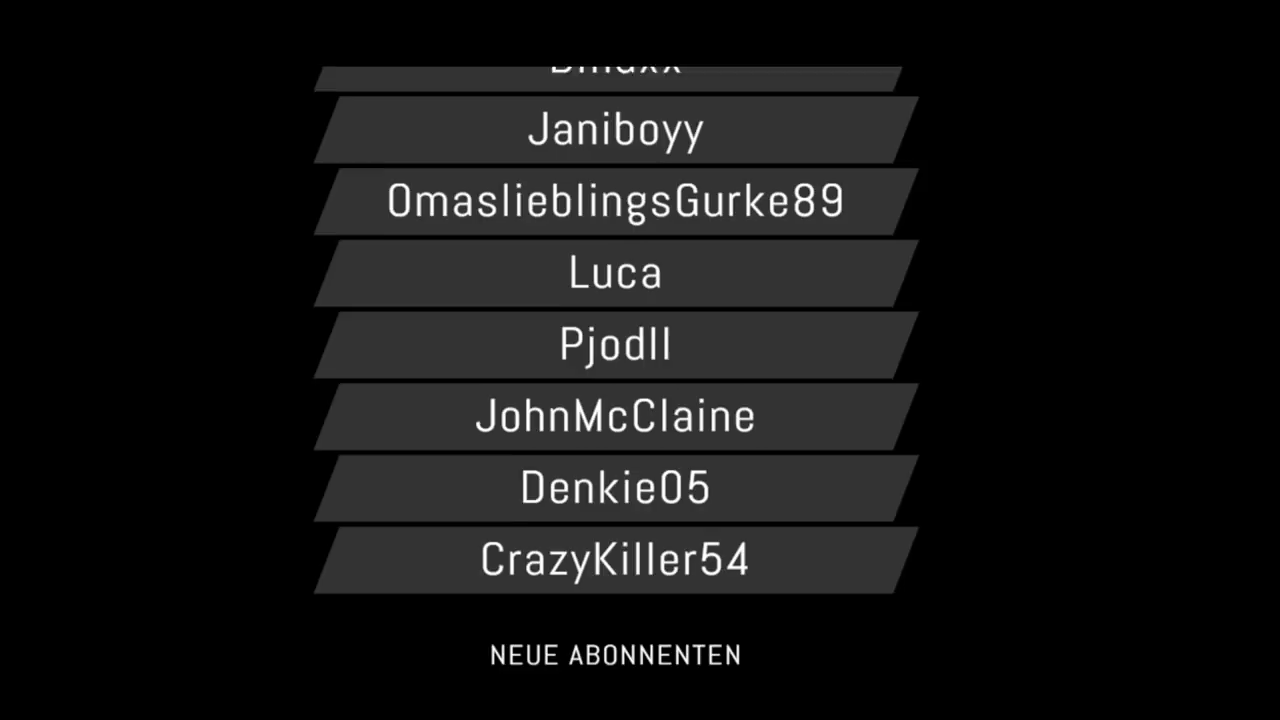 Janiboyy
OmaslieblingsGurke89
Luca
Pjodll
JohnMcClaine
Denkie05
CrazyKiller54
NEUE ABONNENTEN